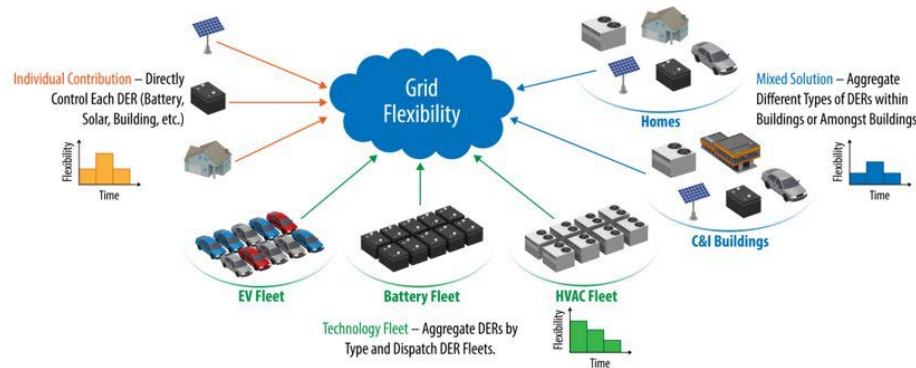 Grid
Flexibility
Individual Contribution – Directly
Control Each DER (Battery,
Solar, Building, etc.)
Flexibility
Time
Mixed Solution – Aggregate
Different Types of DERs within
Buildings or Amongst Buildings
Flexibility
Time
Homes
C&I Buildings
EV Fleet
Battery Fleet
HVAC Fleet
Technology Fleet – Aggregate DERs by
Type and Dispatch DER Fleets.
Flexibility
Time